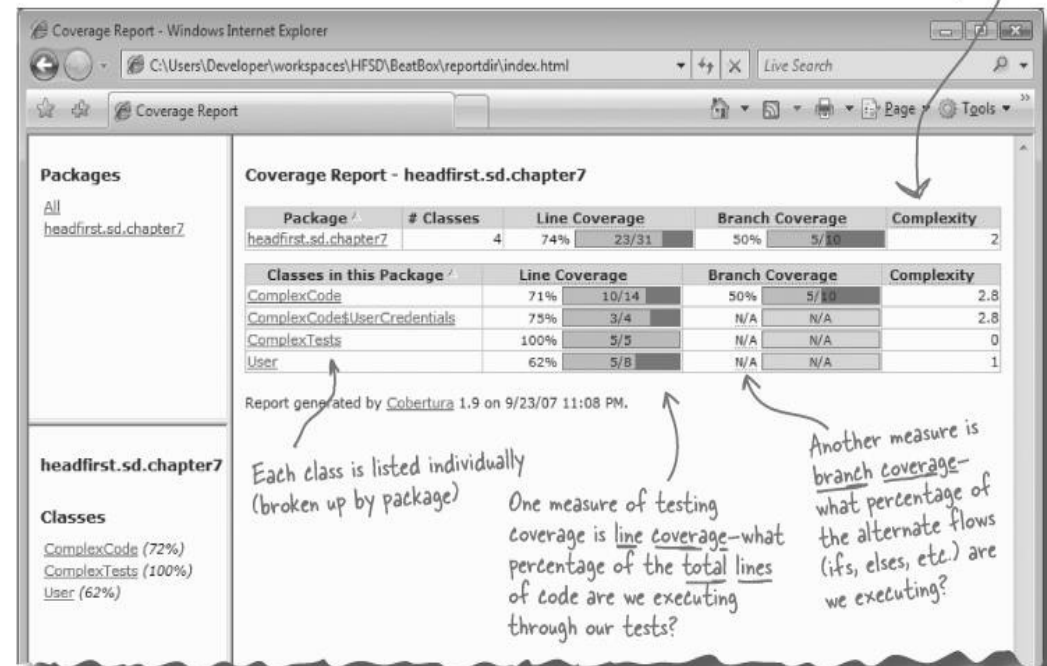 Coverage Report - Windows Internet Explorer
C:\Users\Developer\workspaces\HFSD\BeatBox\reportdir\index.html
Live Search
Coverage Report
Page
Tools
Packages
All
headfirst.sd.chapter7
Coverage Report - headfirst.sd.chapter7
Package # Classes Line Coverage Branch Coverage Complexity
headfirst.sd.chapter7 4 74% 23/31 50% 5/10 2
Classes in this Package Line Coverage Branch Coverage Complexity
ComplexCode 71% 10/14 50% 5/10 2.8
ComplexCode$UserCredentials 75% 3/4 N/A N/A 2.8
ComplexTests 100% 5/5 N/A N/A 0
User 62% 5/8 N/A N/A 1
Report generated by Cobertura 1.9 on 9/23/07 11:08 PM.
headfirst.sd.chapter7
Classes
ComplexCode (72%)
ComplexTests (100%)
User (62%)
Each class is listed individually
(broken up by package)
One measure of testing
coverage is line coverage–what
percentage of the total lines
of code are we executing
through our tests?
Another measure is
branch coverage–
what percentage of
the alternate flows
(ifs, elses, etc.) are
we executing?